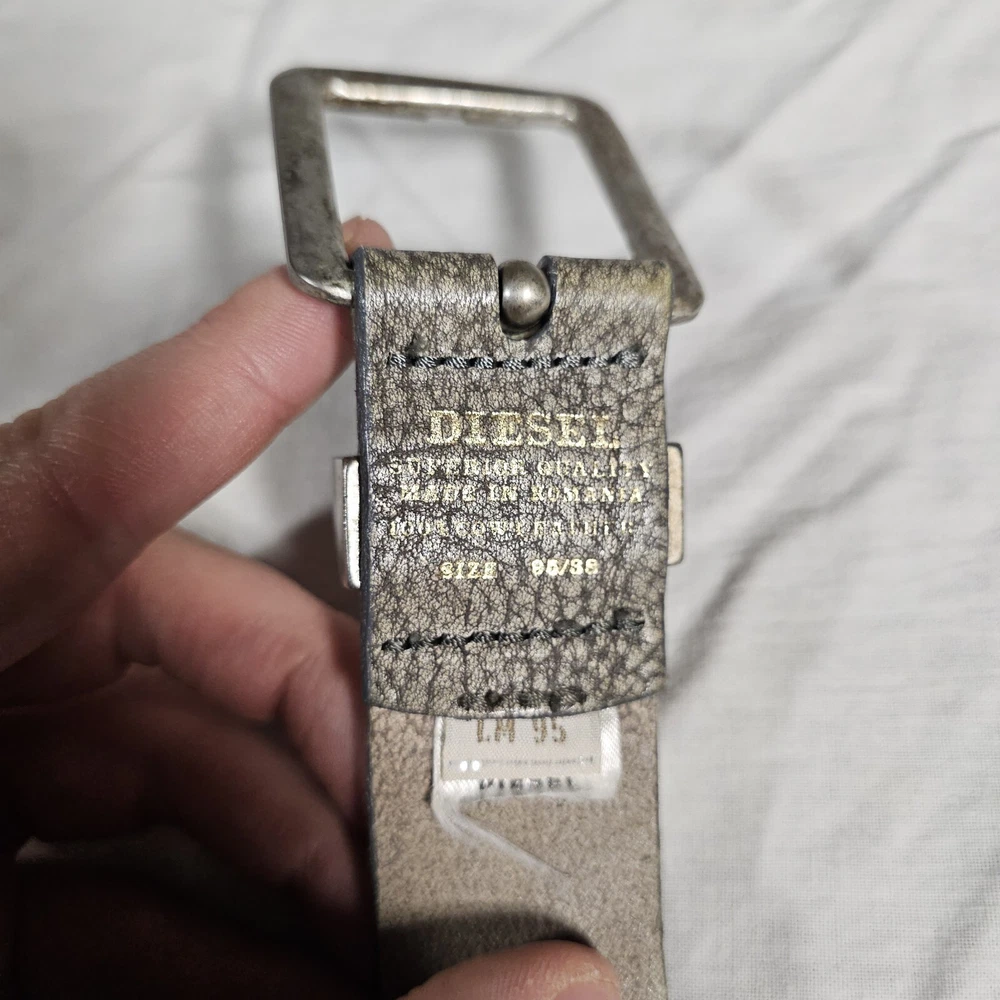 DIESEL
SUPERIOR QUALITY
MADE IN ROMANIA
SIZE 95/38
LM 95
DIESEL